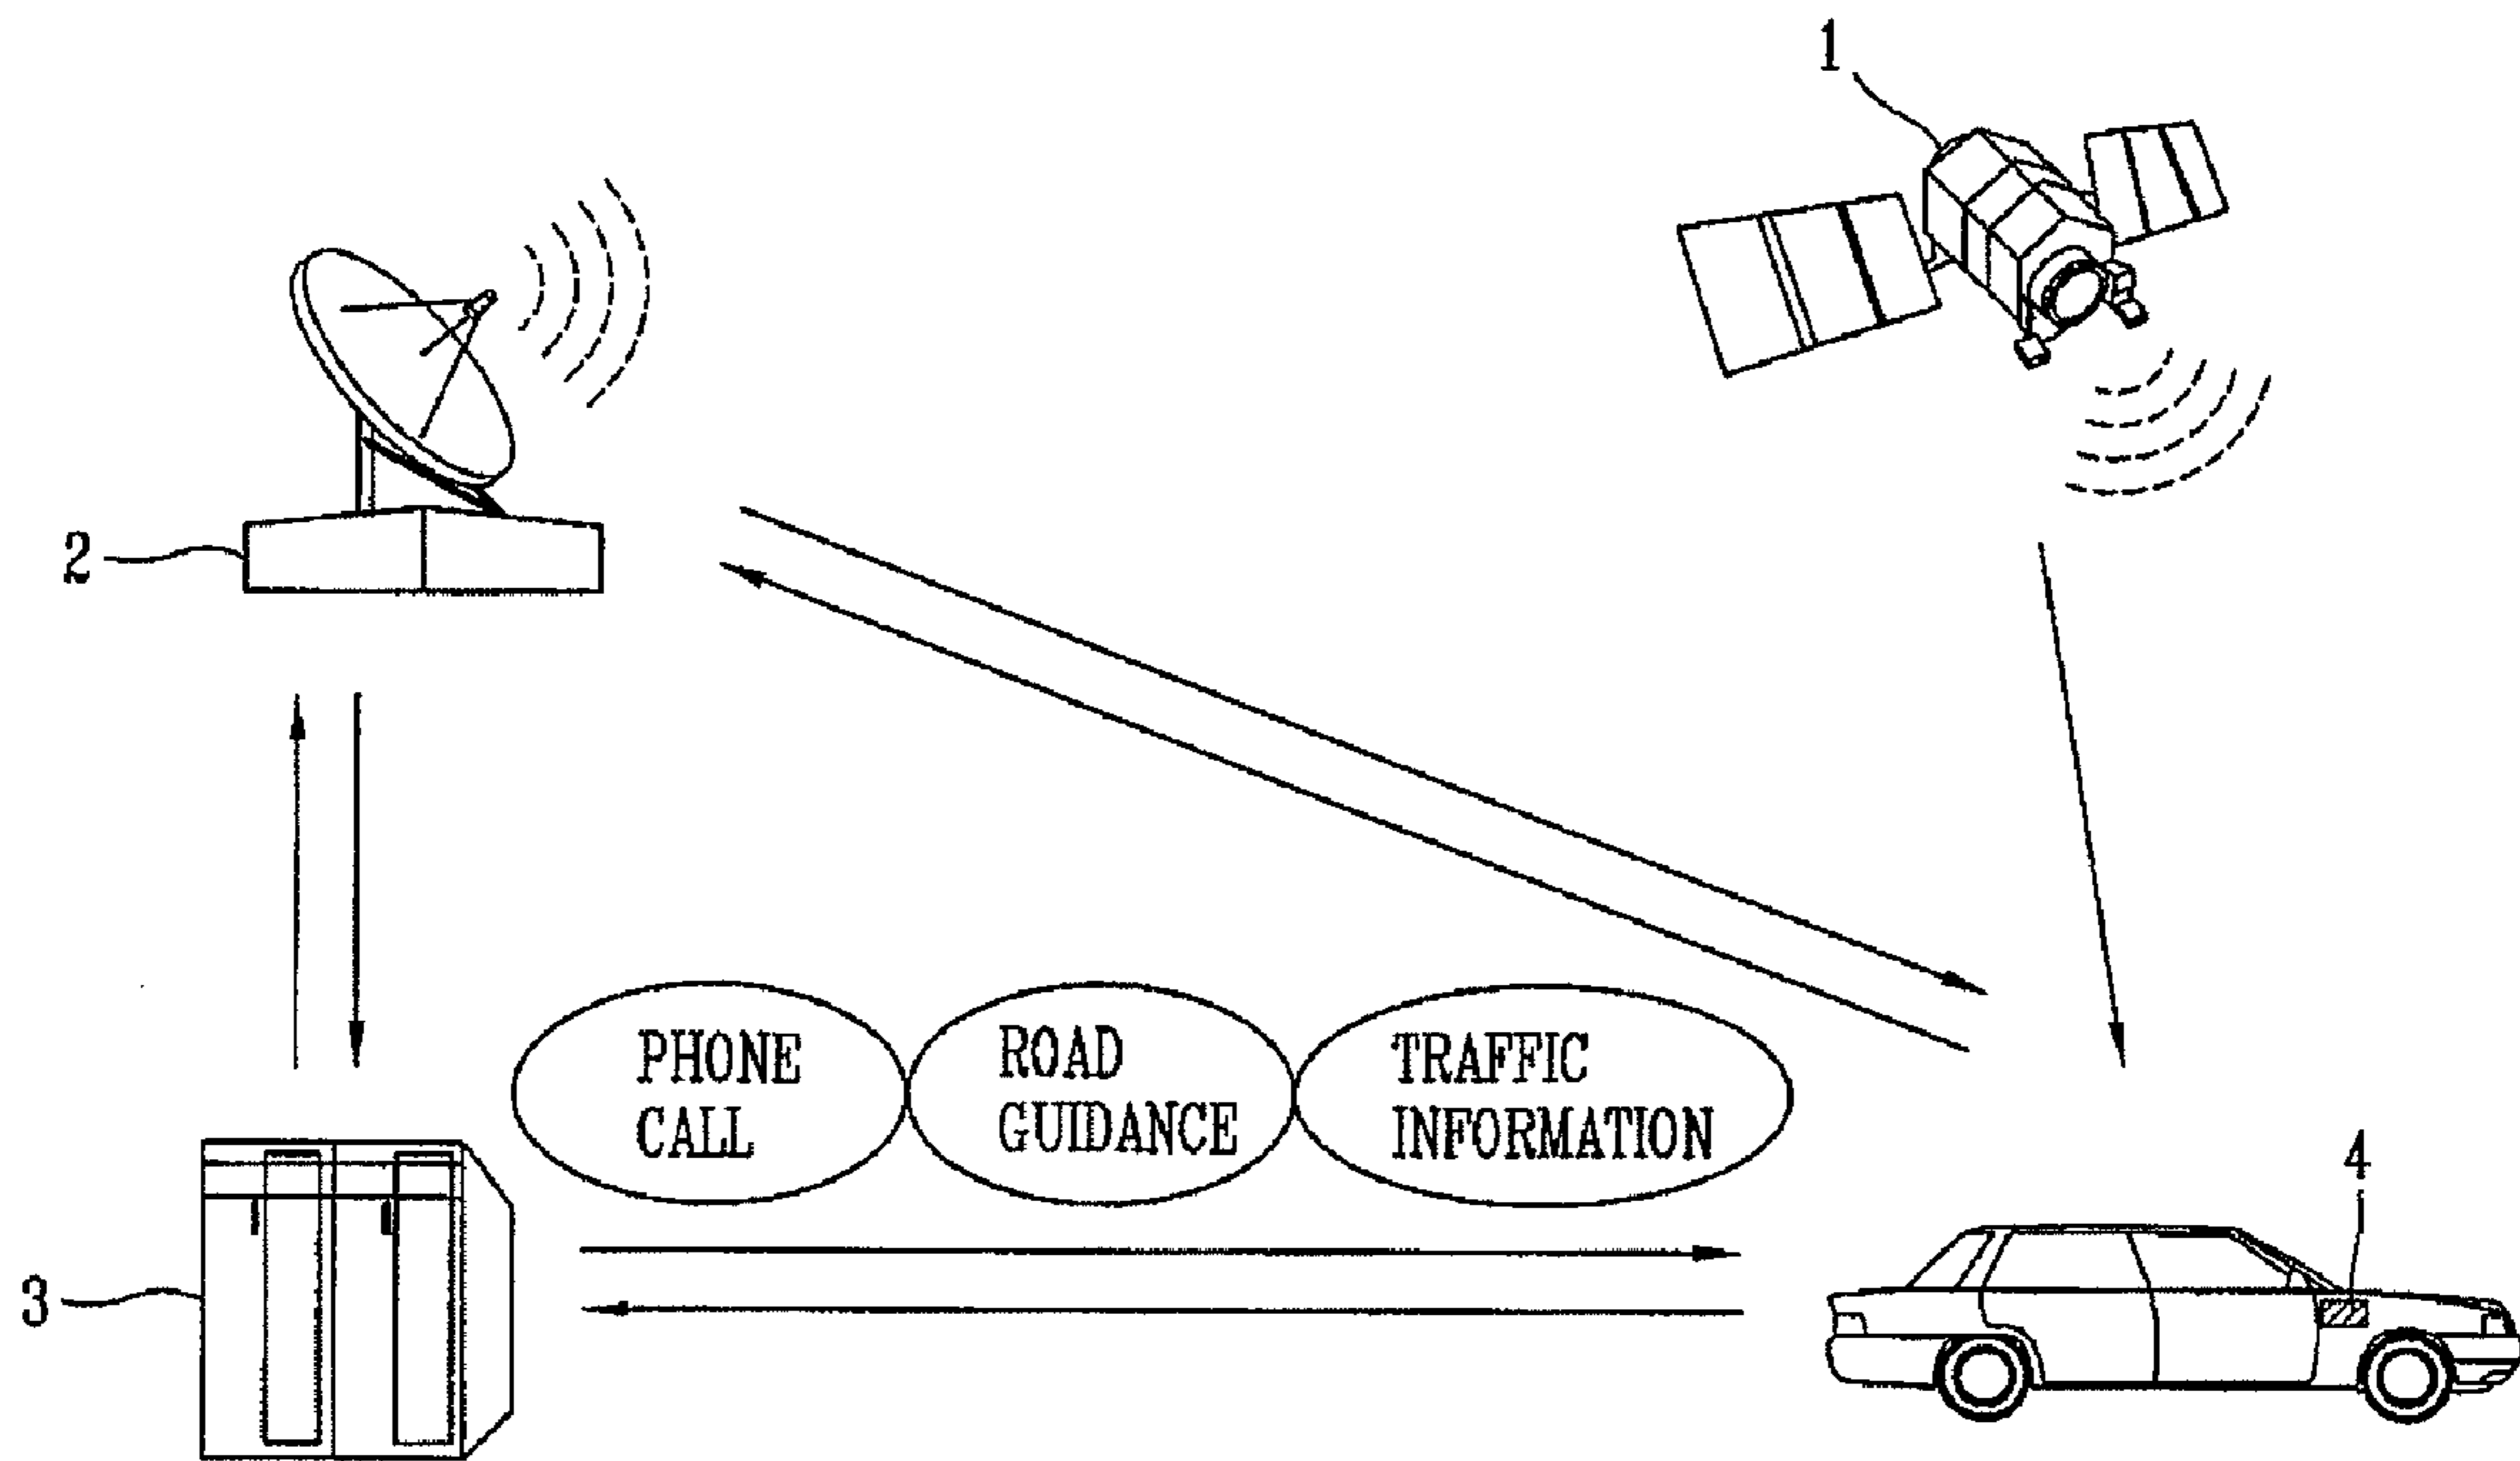 1
2
PHONE
CALL
ROAD
GUIDANCE
TRAFFIC
INFORMATION
4
3